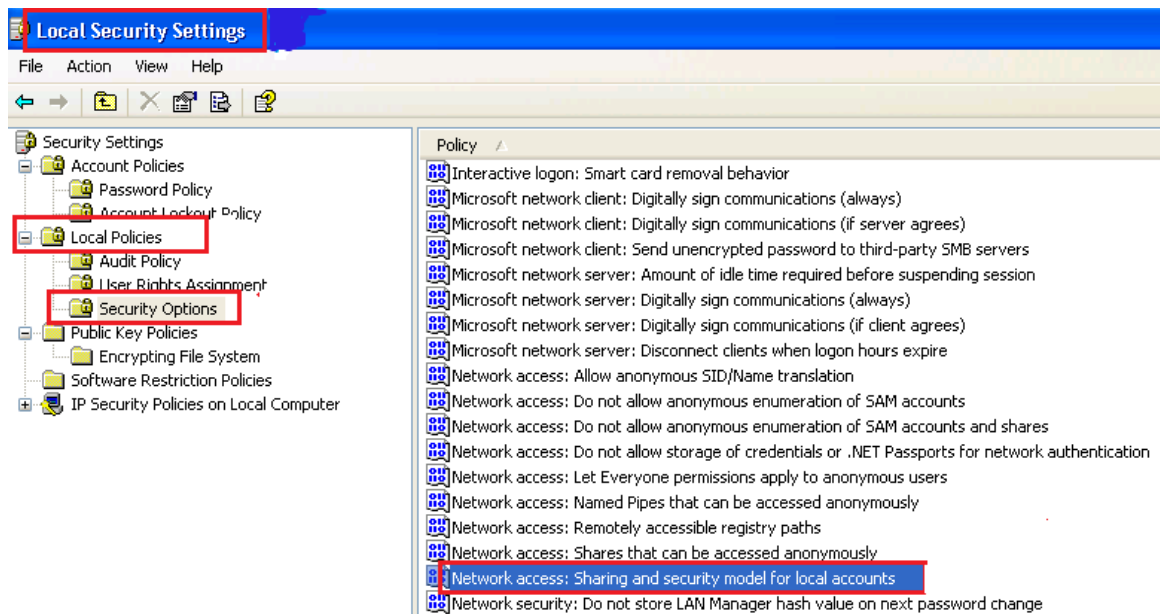 Local Security Settings
File Action View Help
Security Settings
Account Policies
Password Policy
Account Lockout Policy
Local Policies
Audit Policy
User Rights Assignment
Security Options
Public Key Policies
Encrypting File System
Software Restriction Policies
IP Security Policies on Local Computer
Policy
Interactive logon: Smart card removal behavior
Microsoft network client: Digitally sign communications (always)
Microsoft network client: Digitally sign communications (if server agrees)
Microsoft network client: Send unencrypted password to third-party SMB servers
Microsoft network server: Amount of idle time required before suspending session
Microsoft network server: Digitally sign communications (always)
Microsoft network server: Digitally sign communications (if client agrees)
Microsoft network server: Disconnect clients when logon hours expire
Network access: Allow anonymous SID/Name translation
Network access: Do not allow anonymous enumeration of SAM accounts
Network access: Do not allow anonymous enumeration of SAM accounts and shares
Network access: Do not allow storage of credentials or .NET Passports for network authentication
Network access: Let Everyone permissions apply to anonymous users
Network access: Named Pipes that can be accessed anonymously
Network access: Remotely accessible registry paths
Network access: Shares that can be accessed anonymously
Network access: Sharing and security model for local accounts
Network security: Do not store LAN Manager hash value on next password change